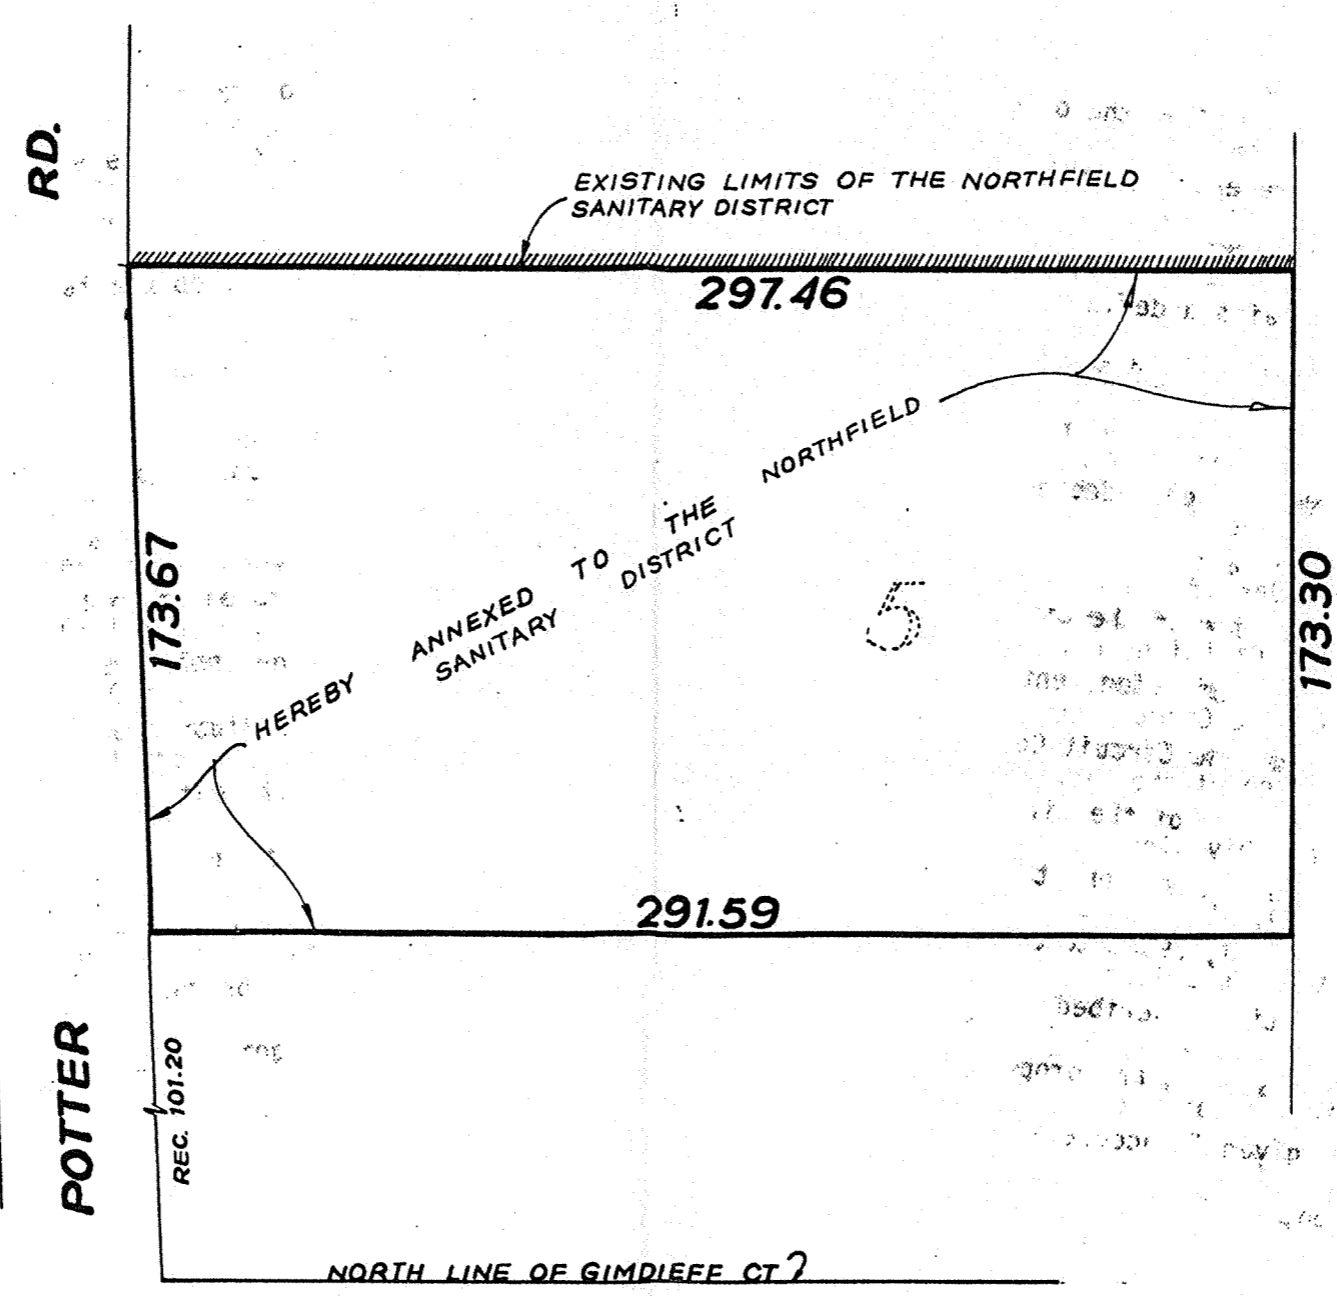 RD.
EXISTING LIMITS OF THE NORTHFIELD
SANITARY DISTRICT
297.46
HEREBY ANNEXED TO THE NORTHFIELD
SANITARY DISTRICT
5
173.67
173.30
291.59
POTTER
REC. 101.20
NORTH LINE OF GIMDIEFF CT ?